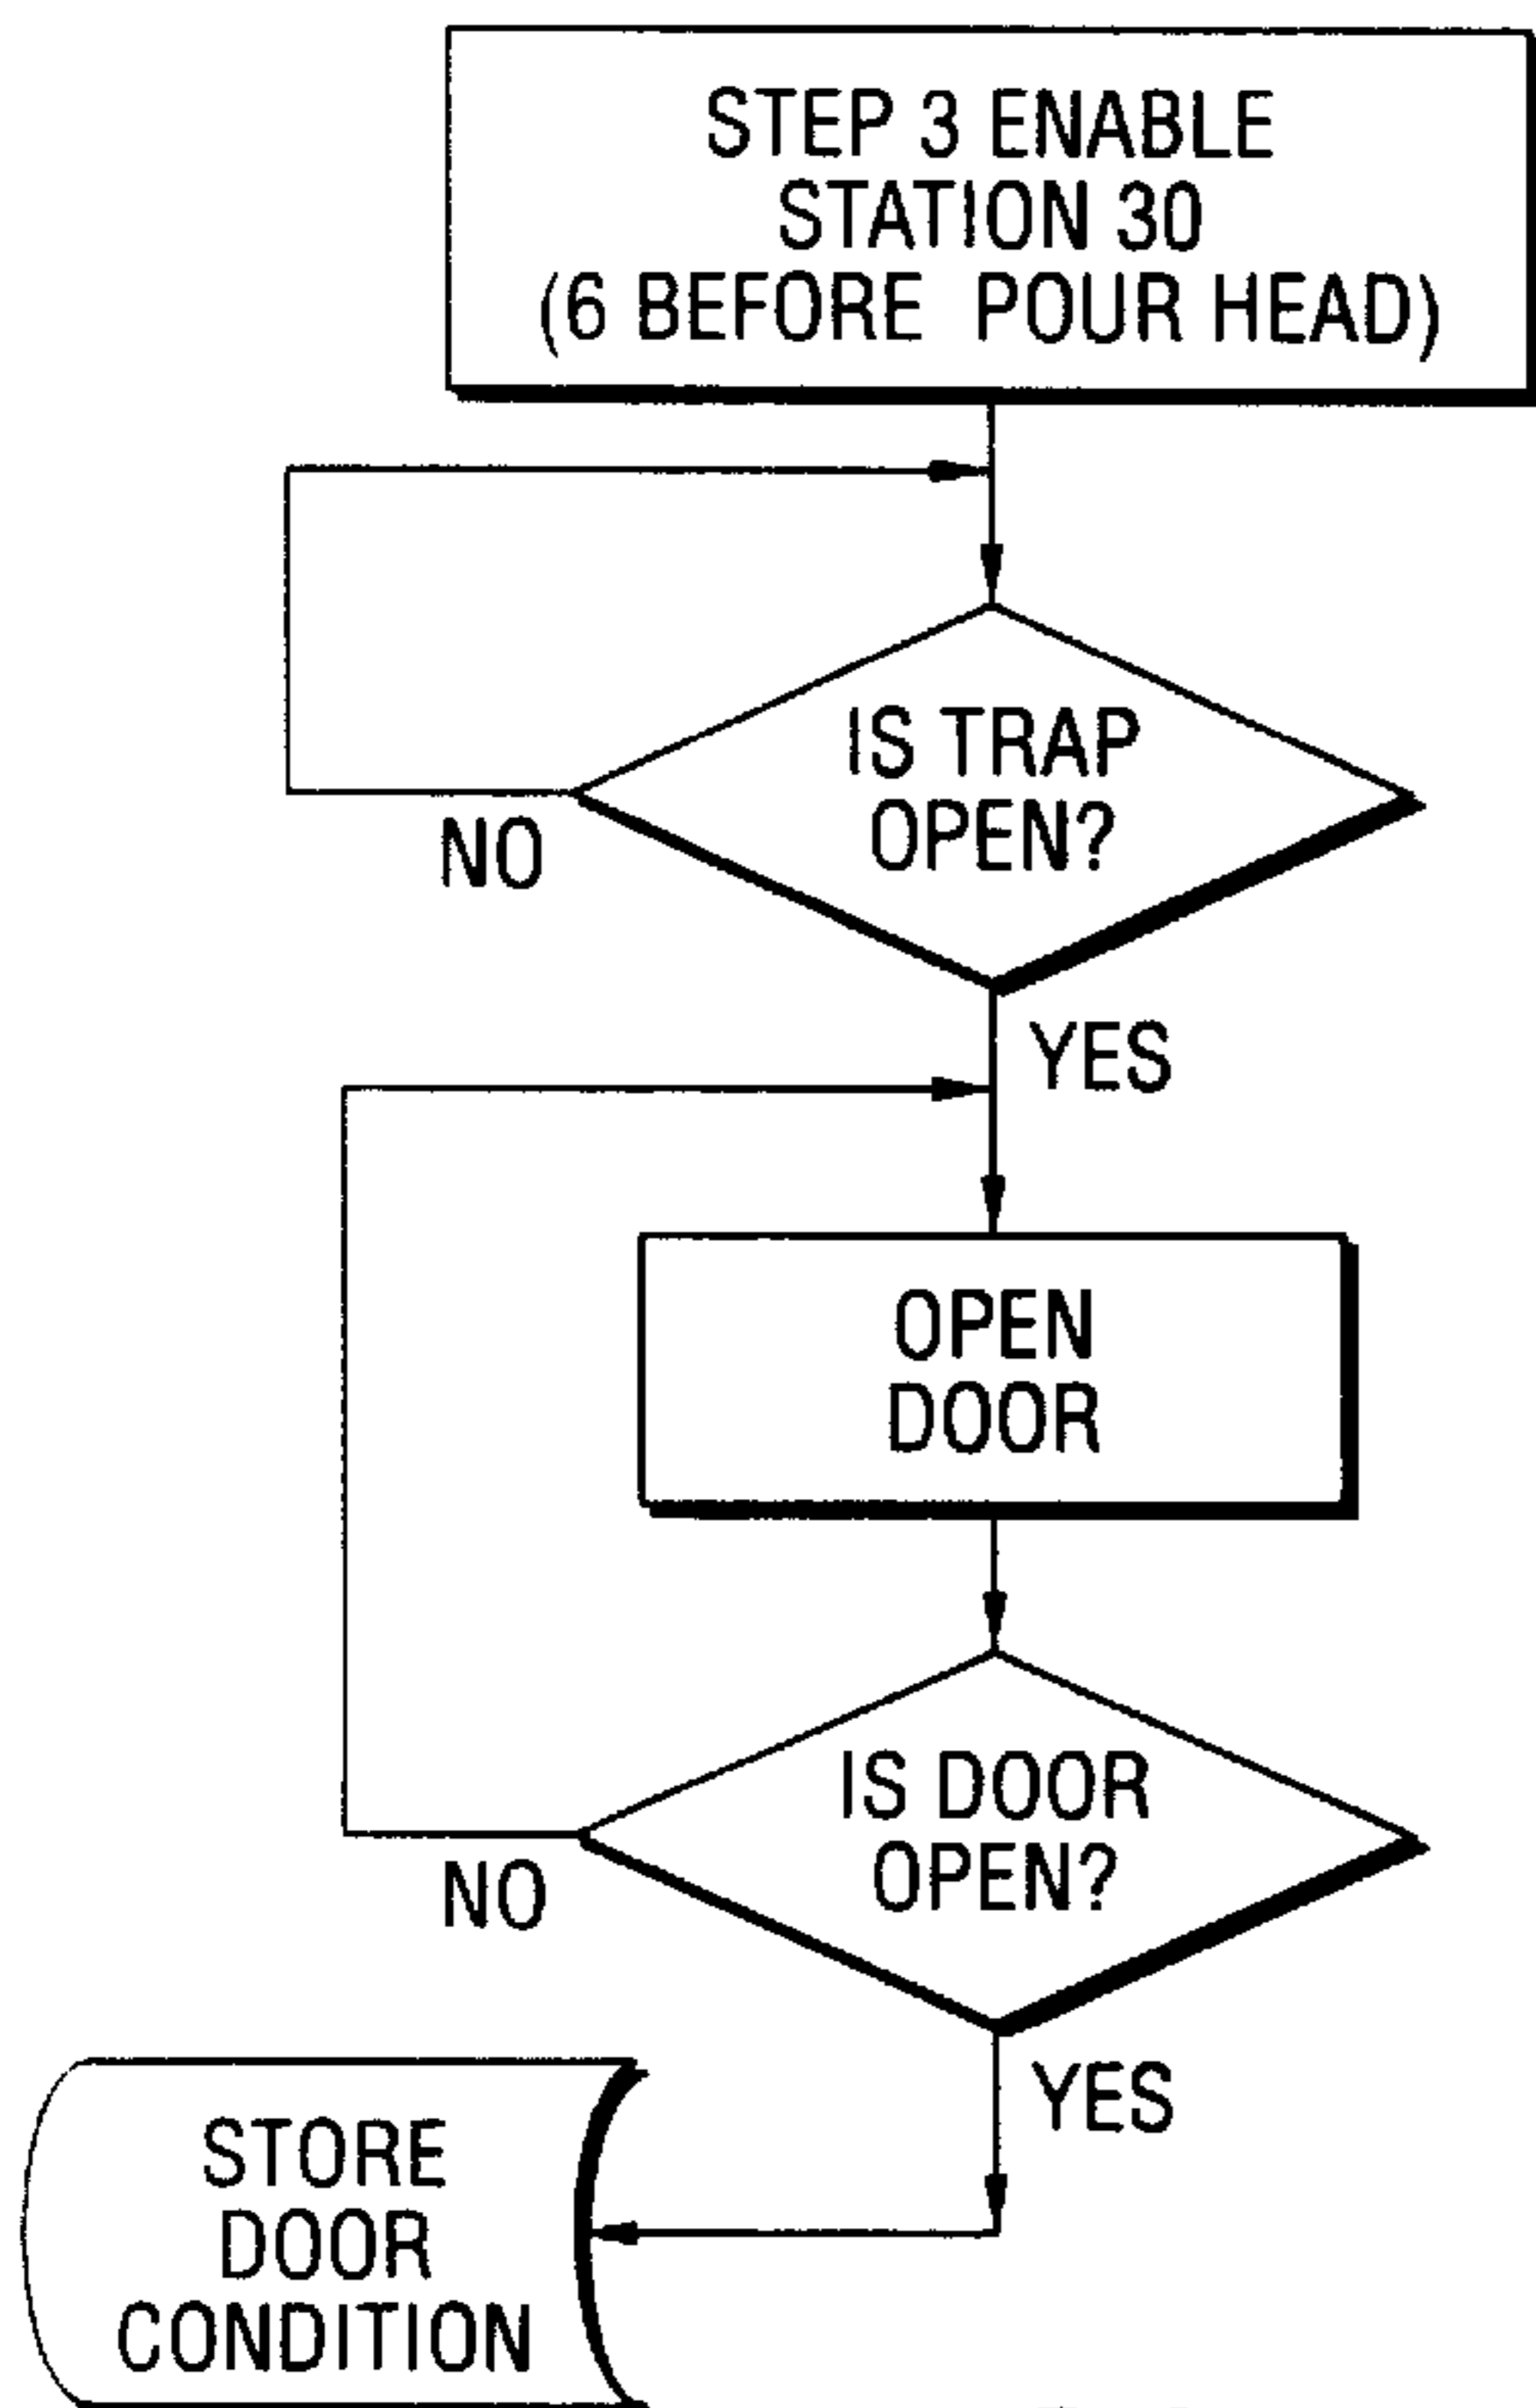 STEP 3 ENABLE
STATION 30
(6 BEFORE POUR HEAD)
IS TRAP
OPEN?
NO
YES
OPEN
DOOR
IS DOOR
OPEN?
NO
YES
STORE
DOOR
CONDITION